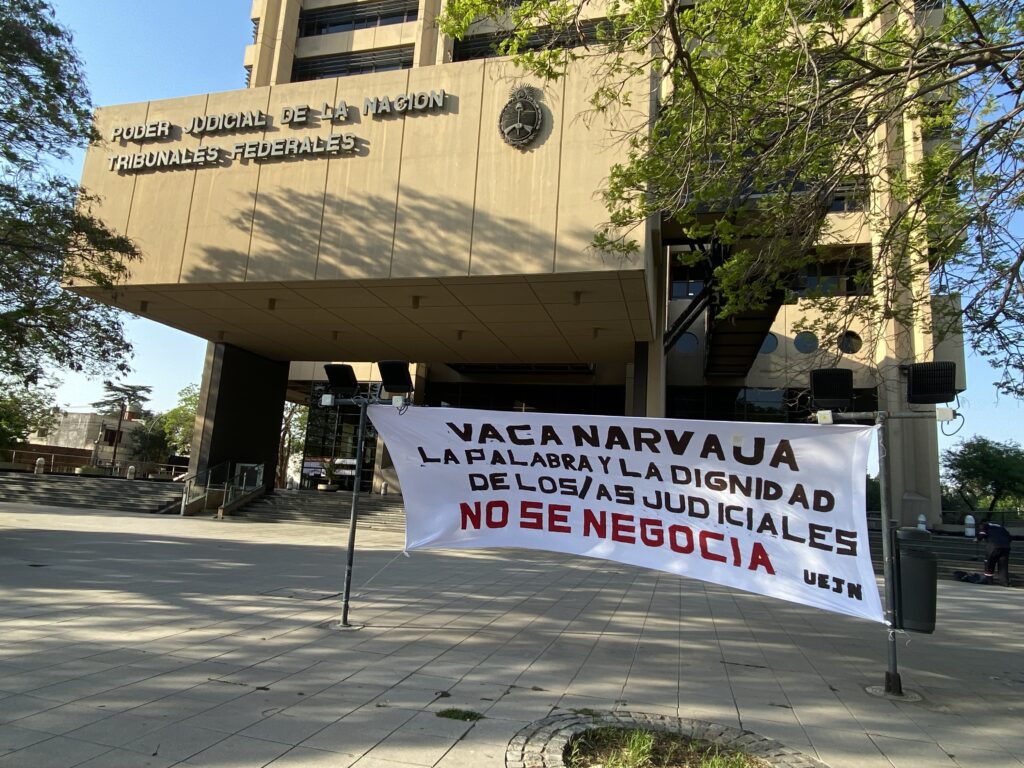 PODER JUDICIAL DE LA NACION
TRIBUNALES FEDERALES
VACA NARVAJA
LA PALABRA Y LA DIGNIDAD
DE LOS/AS JUDICIALES
NO SE NEGOCIA
UEJN